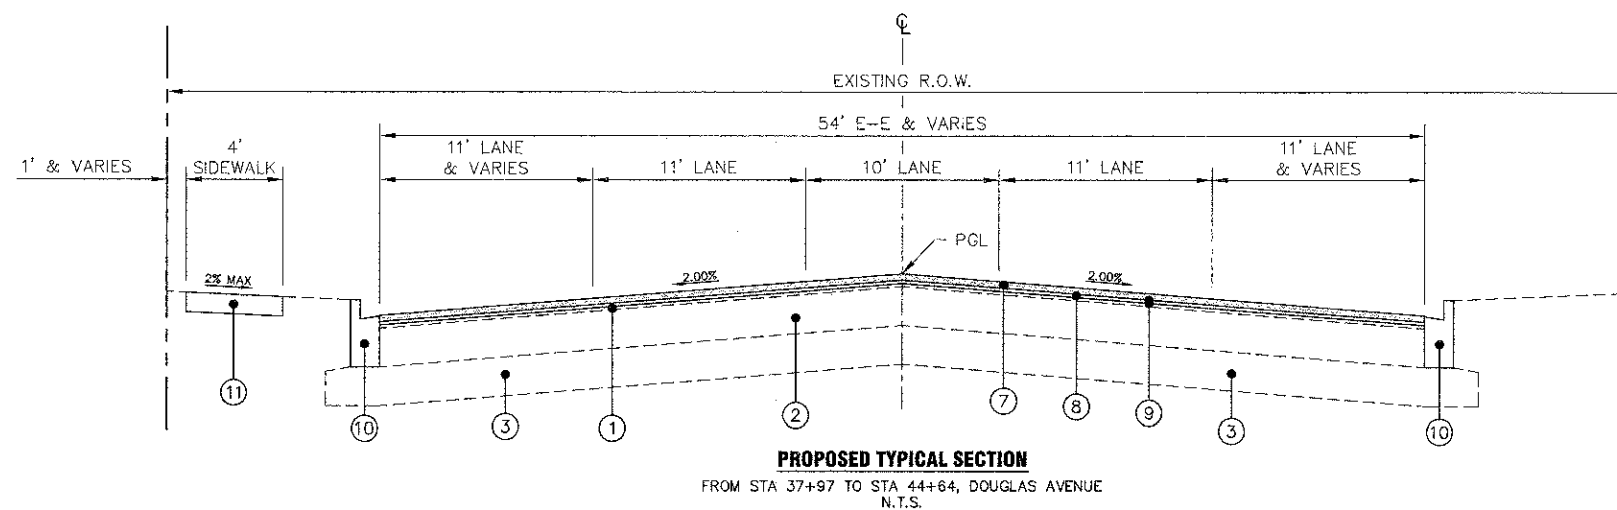 ℄
EXISTING R.O.W.
54' E-E & VARIES
1' & VARIES
4'
SIDEWALK
11' LANE
& VARIES
11' LANE
10' LANE
11' LANE
11' LANE
& VARIES
PGL
2% MAX
2.00%
2.00%
11
10
3
1
2
7
8
9
3
10
PROPOSED TYPICAL SECTION
FROM STA 37+97 TO STA 44+64, DOUGLAS AVENUE
N.T.S.